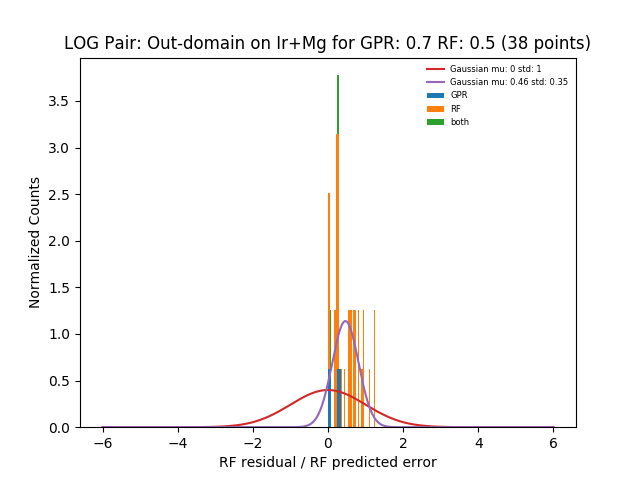 LOG Pair: Out-domain on Ir+Mg for GPR: 0.7 RF: 0.5 (38 points)
Gaussian mu: 0 std: 1
Gaussian mu: 0.46 std: 0.35
GPR
RF
both
Normalized Counts
3.5
3.0
2.5
2.0
1.5
1.0
0.5
0.0
−6 −4 −2 0 2 4 6
RF residual / RF predicted error